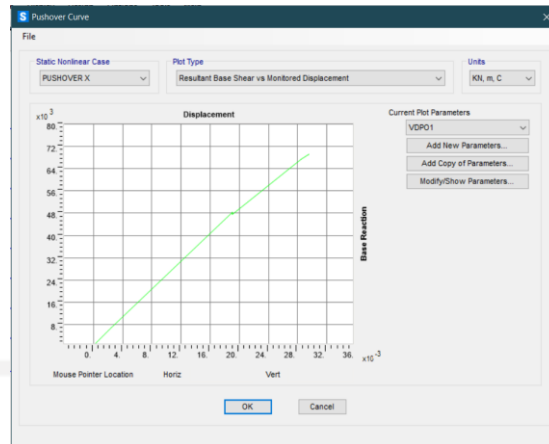 S Pushover Curve
File
Static Nonlinear Case
PUSHOVER X
Plot Type
Resultant Base Shear vs Monitored Displacement
Units
KN, m, C
x10 3
Displacement
80.
72.
64.
56.
48.
40.
32.
24.
16.
8.
0. 4. 8. 12. 16. 20. 24. 28. 32. 36. x10 -3
Base Reaction
Current Plot Parameters
VDPO1
Add New Parameters...
Add Copy of Parameters...
Modify/Show Parameters...
Mouse Pointer Location Horiz Vert
OK Cancel